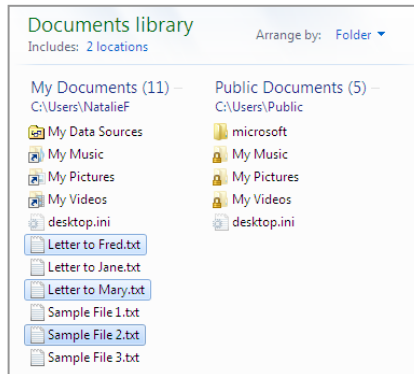 Documents library
Includes: 2 locations
Arrange by: Folder
My Documents (11)
C:\Users\NatalieF
My Data Sources
My Music
My Pictures
My Videos
desktop.ini
Letter to Fred.txt
Letter to Jane.txt
Letter to Mary.txt
Sample File 1.txt
Sample File 2.txt
Sample File 3.txt
Public Documents (5)
C:\Users\Public
microsoft
My Music
My Pictures
My Videos
desktop.ini